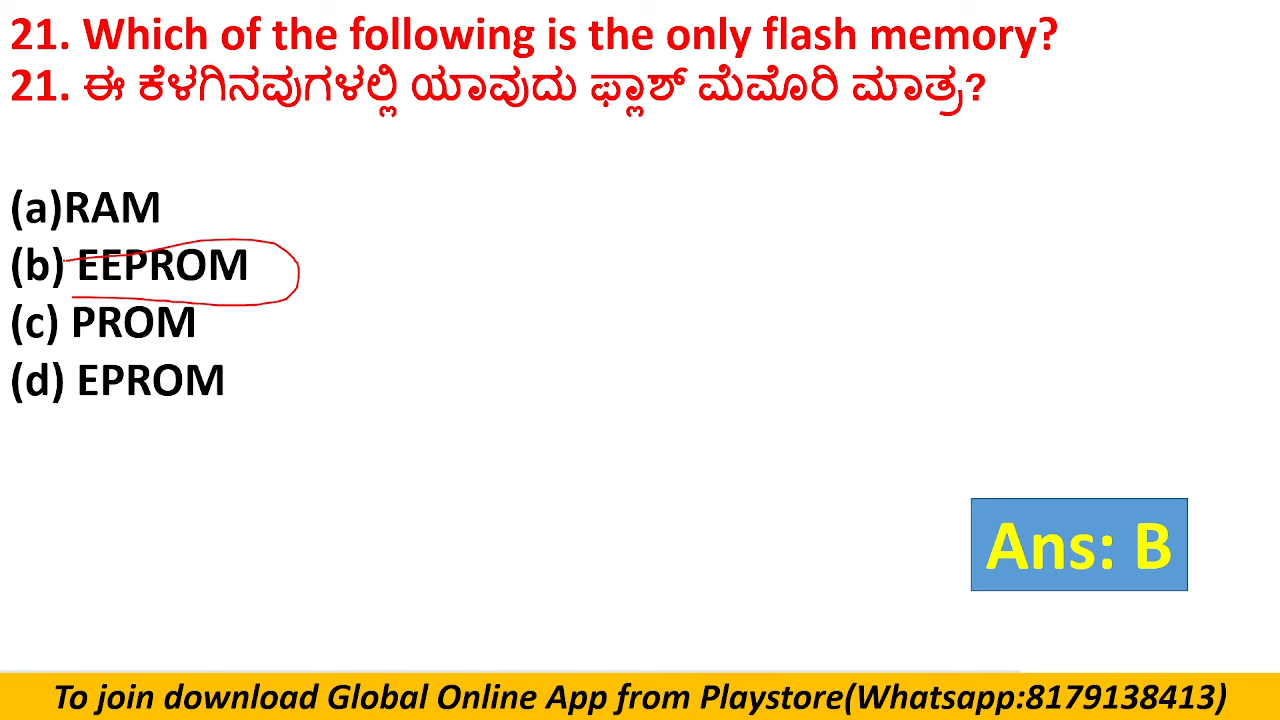 21. Which of the following is the only flash memory?
21. ಈ ಕೆಳಗಿನವುಗಳಲ್ಲಿ ಯಾವುದು ಫ್ಲಾಶ್ ಮೆಮೊರಿ ಮಾತ್ರ?
(a)RAM
(b) EEPROM
(c) PROM
(d) EPROM
Ans: B
To join download Global Online App from Playstore(Whatsapp:8179138413)